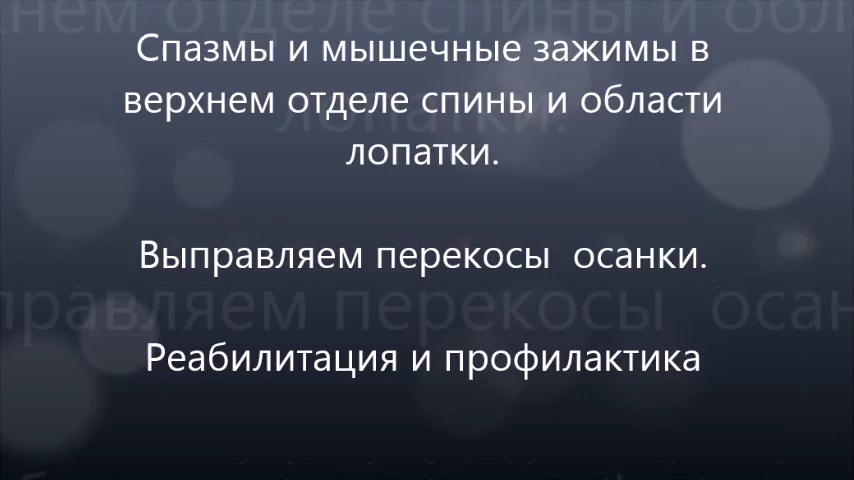 Спазмы и мышечные зажимы в
верхнем отделе спины и области
лопатки.
Выправляем перекосы осанки.
Реабилитация и профилактика